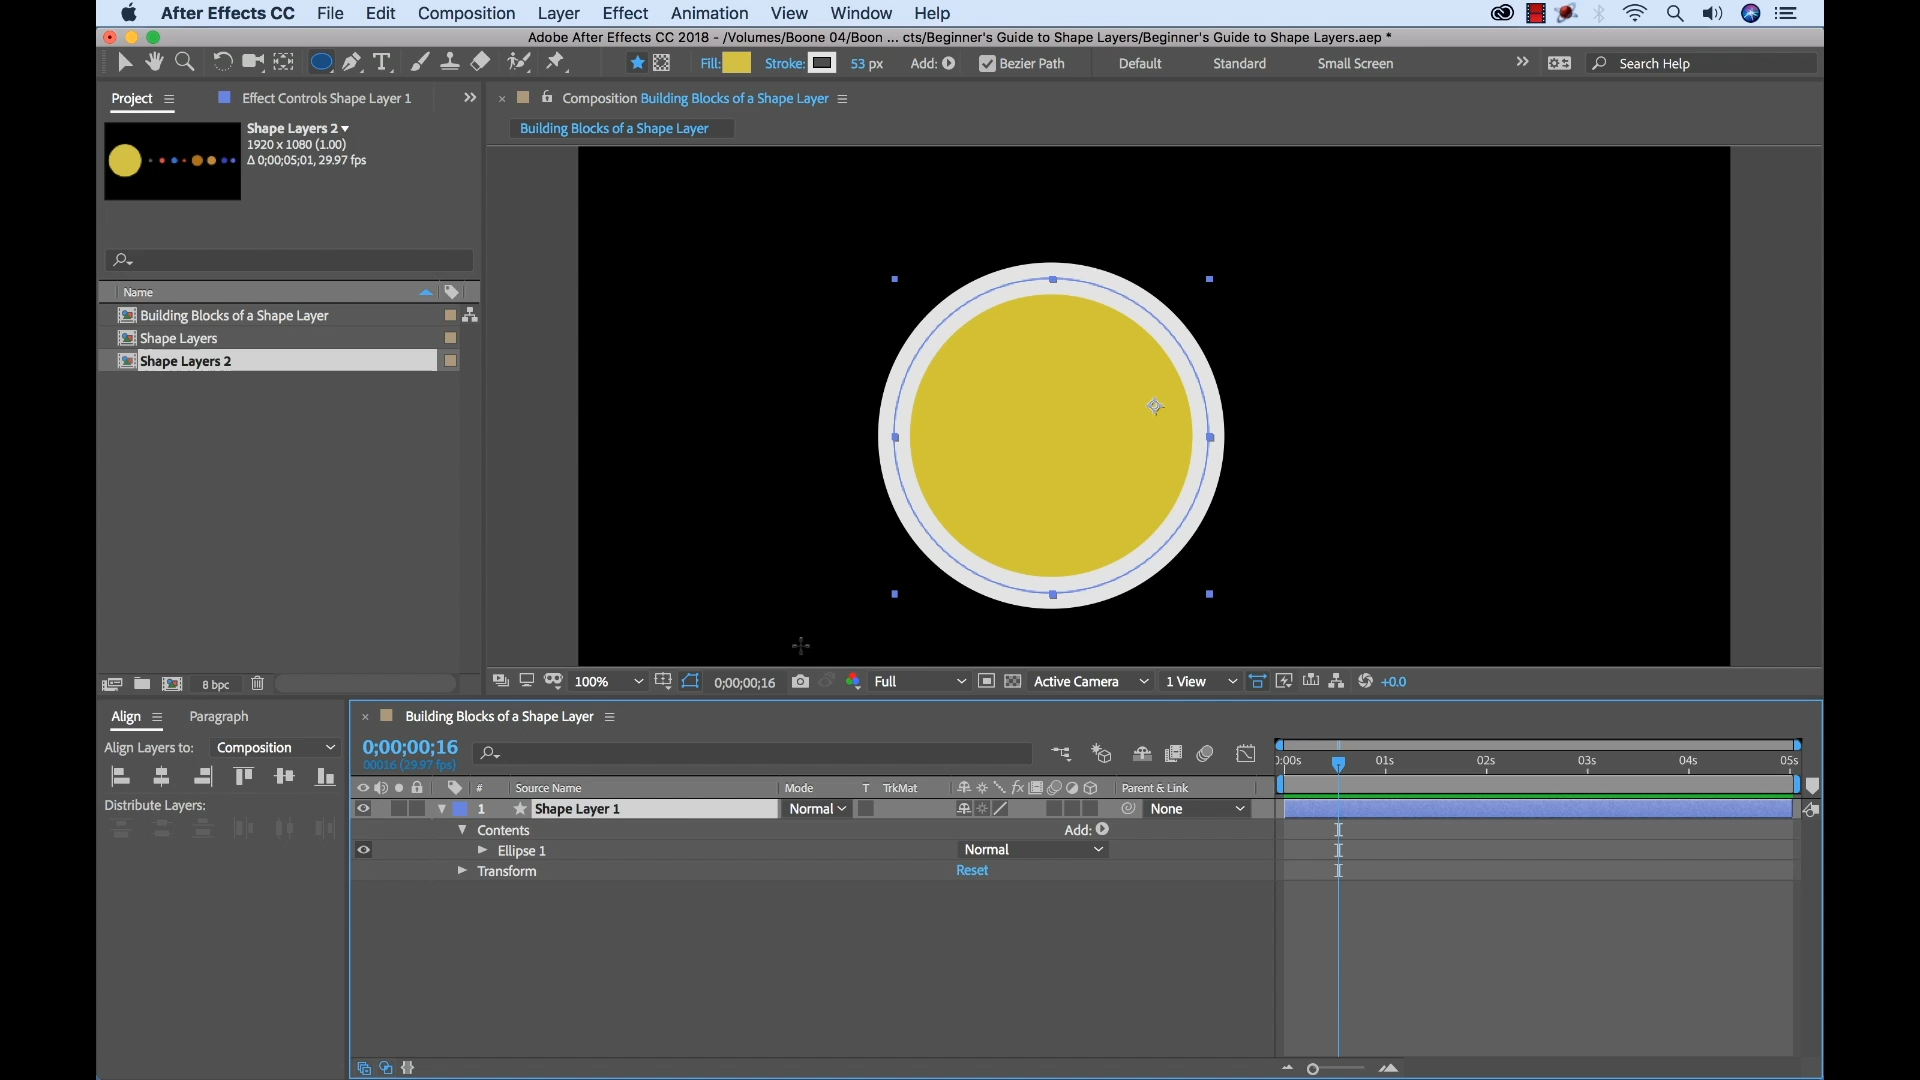 After Effects CC File Edit Composition Layer Effect Animation View Window Help
Adobe After Effects CC 2018 - /Volumes/Boone 04/Boon ... cts/Beginner's Guide to Shape Layers/Beginner's Guide to Shape Layers.aep *
Fill: Stroke: 53 px Add: Bezier Path Default Standard Small Screen Search Help
Project Effect Controls Shape Layer 1
Composition Building Blocks of a Shape Layer
Building Blocks of a Shape Layer
Shape Layers 2
1920 x 1080 (1.00)
Δ 0;00;05;01, 29.97 fps
Name
Building Blocks of a Shape Layer
Shape Layers
Shape Layers 2
8 bpc
100% 0;00;00;16 Full Active Camera 1 View +0.0
Align Paragraph
Align Layers to: Composition
Distribute Layers:
Building Blocks of a Shape Layer
0;00;00;16
00016 (29.97 fps)
):00s 01s 02s 03s 04s 05s
# Source Name Mode T TrkMat fx Parent & Link
1 Shape Layer 1 Normal None
Contents Add:
Ellipse 1 Normal
Transform Reset